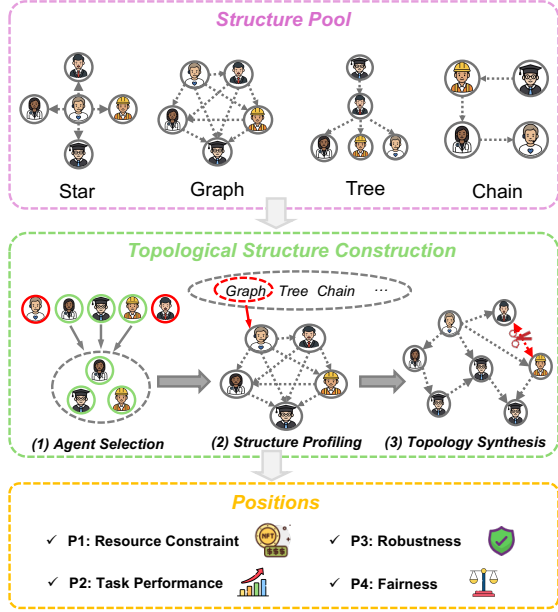 Structure Pool
Star
Graph
Tree
Chain
Topological Structure Construction
Graph Tree Chain ...
(1) Agent Selection
(2) Structure Profiling
(3) Topology Synthesis
Positions
✓ P1: Resource Constraint
NFT
$$$
✓ P3: Robustness
✓ P2: Task Performance
✓ P4: Fairness